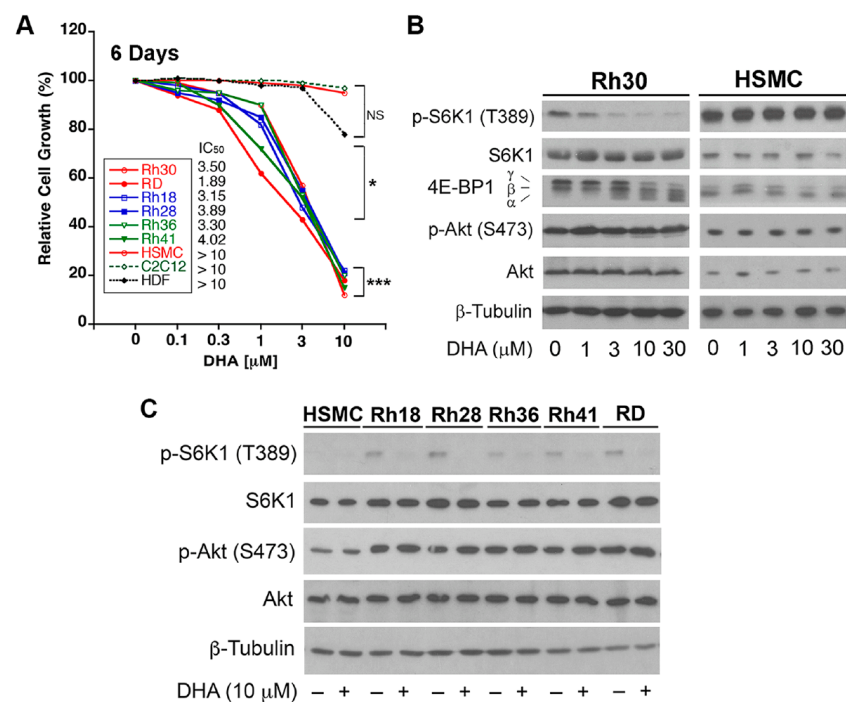 A
6 Days
Relative Cell Growth (%)
120
100
80
60
40
20
0
IC50
Rh30 3.50
RD 1.89
Rh18 3.15
Rh28 3.89
Rh36 3.30
Rh41 4.02
HSMC > 10
C2C12 > 10
HDF > 10
NS
*
***
0 0.1 0.3 1 3 10
DHA [μM]
B
Rh30 HSMC
p-S6K1 (T389)
S6K1
4E-BP1 γ β α
p-Akt (S473)
Akt
β-Tubulin
DHA (μM) 0 1 3 10 30 0 1 3 10 30
C
HSMC Rh18 Rh28 Rh36 Rh41 RD
p-S6K1 (T389)
S6K1
p-Akt (S473)
Akt
β-Tubulin
DHA (10 μM) – + – + – + – + – + – +